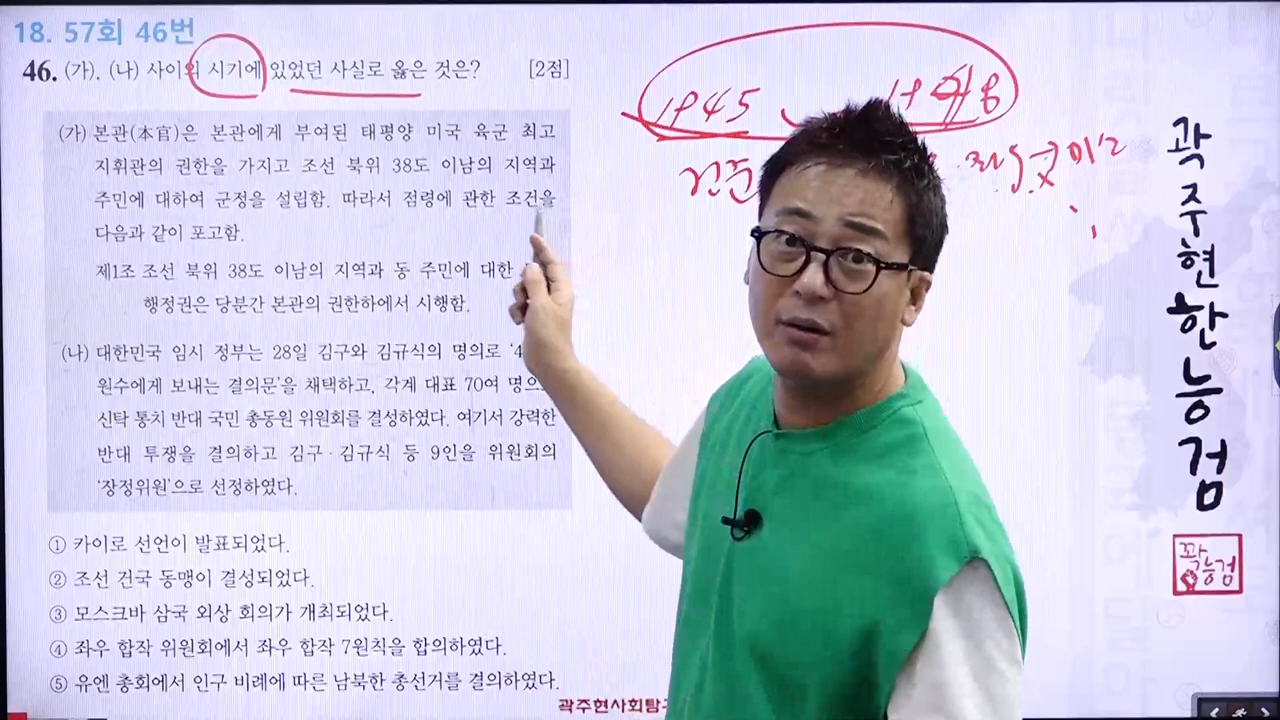 18. 57회 46번
46. (가), (나) 사이의 시기에 있었던 사실로 옳은 것은? [2점]
(가) 본관(本官)은 본관에게 부여된 태평양 미국 육군 최고
지휘관의 권한을 가지고 조선 북위 38도 이남의 지역과
주민에 대하여 군정을 설립함. 따라서 점령에 관한 조건을
다음과 같이 포고함.
제1조 조선 북위 38도 이남의 지역과 동 주민에 대한
행정권은 당분간 본관의 권한하에서 시행함.
(나) 대한민국 임시 정부는 28일 김구와 김규식의 명의로 '4
원수에게 보내는 결의문'을 채택하고, 각계 대표 70여 명으
신탁 통치 반대 국민 총동원 위원회를 결성하였다. 여기서 강력한
반대 투쟁을 결의하고 김구·김규식 등 9인을 위원회의
'장정위원'으로 선정하였다.
① 카이로 선언이 발표되었다.
② 조선 건국 동맹이 결성되었다.
③ 모스크바 삼국 외상 회의가 개최되었다.
④ 좌우 합작 위원회에서 좌우 합작 7원칙을 합의하였다.
⑤ 유엔 총회에서 인구 비례에 따른 남북한 총선거를 결의하였다.
1945
건준
곽주현한능검
꽉능검
곽주현사회탐구